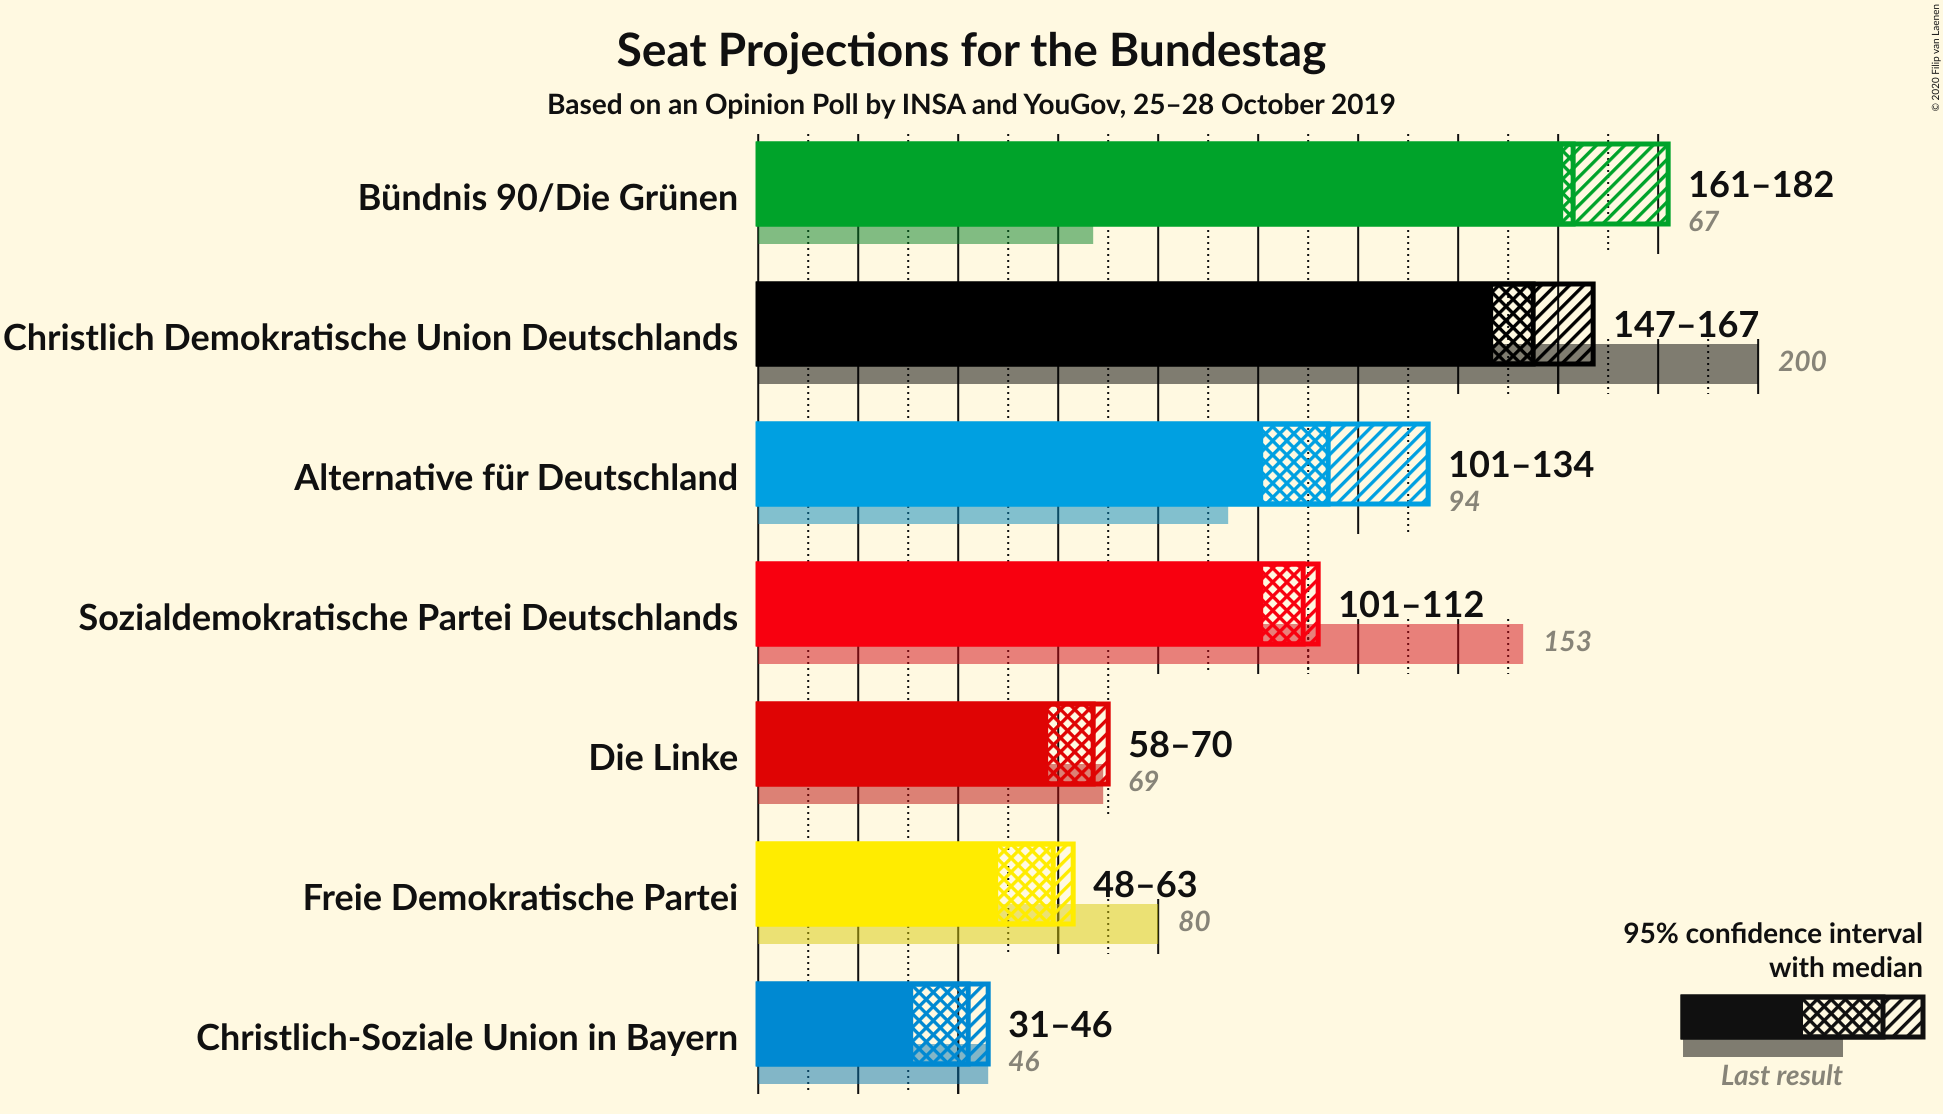 Seat Projections for the Bundestag
Based on an Opinion Poll by INSA and YouGov, 25–28 October 2019
© 2020 Filip van Laenen
Bündnis 90/Die Grünen
161–182
67
Christlich Demokratische Union Deutschlands
147–167
200
Alternative für Deutschland
101–134
94
Sozialdemokratische Partei Deutschlands
101–112
153
Die Linke
58–70
69
Freie Demokratische Partei
48–63
80
Christlich-Soziale Union in Bayern
31–46
46
95% confidence interval
with median
Last result